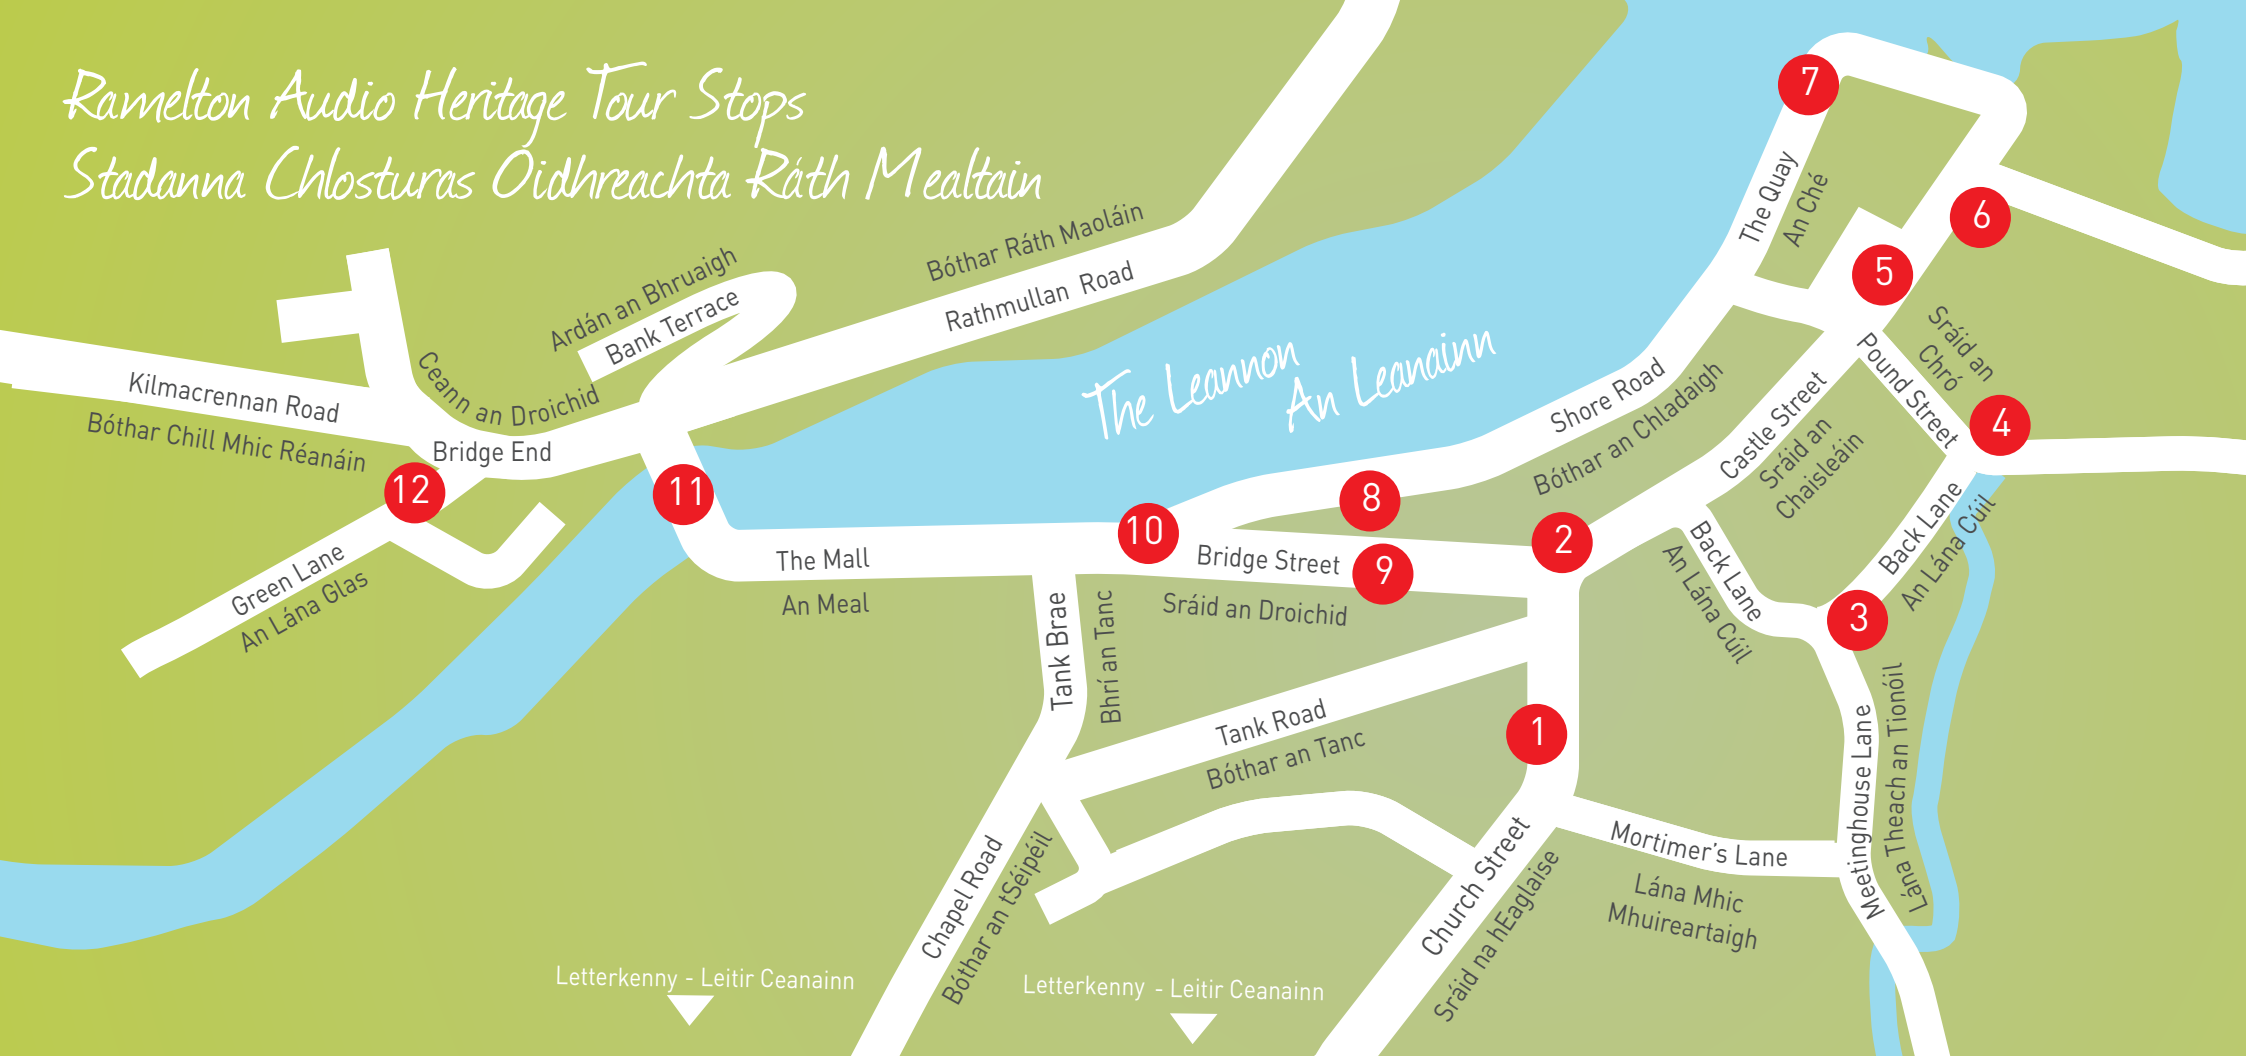 Ramelton Audio Heritage Tour Stops
Stadanna Chlosturas Oidhreachta Ráth Mealtain
7
The Quay
An Ché
6
5
Bóthar Ráth Maoláin
Rathmullan Road
Ardán an Bhruaigh
Bank Terrace
Sráid an
Chró
Pound Street
4
The Leannon
An Leanainn
Ceann an Droichid
Kilmacrennan Road
Bóthar Chill Mhic Réanáin
Bridge End
12
11
Shore Road
Bóthar an Chladaigh
Castle Street
Sráid an
Chaisleáin
8
10
2
The Mall
An Meal
Bridge Street
9
Sráid an Droichid
Back Lane
An Lána Cúil
Back Lane
An Lána Cúil
3
Green Lane
An Lána Glas
Tank Brae
Bhrí an Tanc
Tank Road
Bóthar an Tanc
1
Meetinghouse Lane
Lána Theach an Tionóil
Mortimer's Lane
Lána Mhic
Mhuireartaigh
Chapel Road
Bóthar an tSéipéil
Church Street
Sráid na hEaglaise
Letterkenny - Leitir Ceanainn
Letterkenny - Leitir Ceanainn